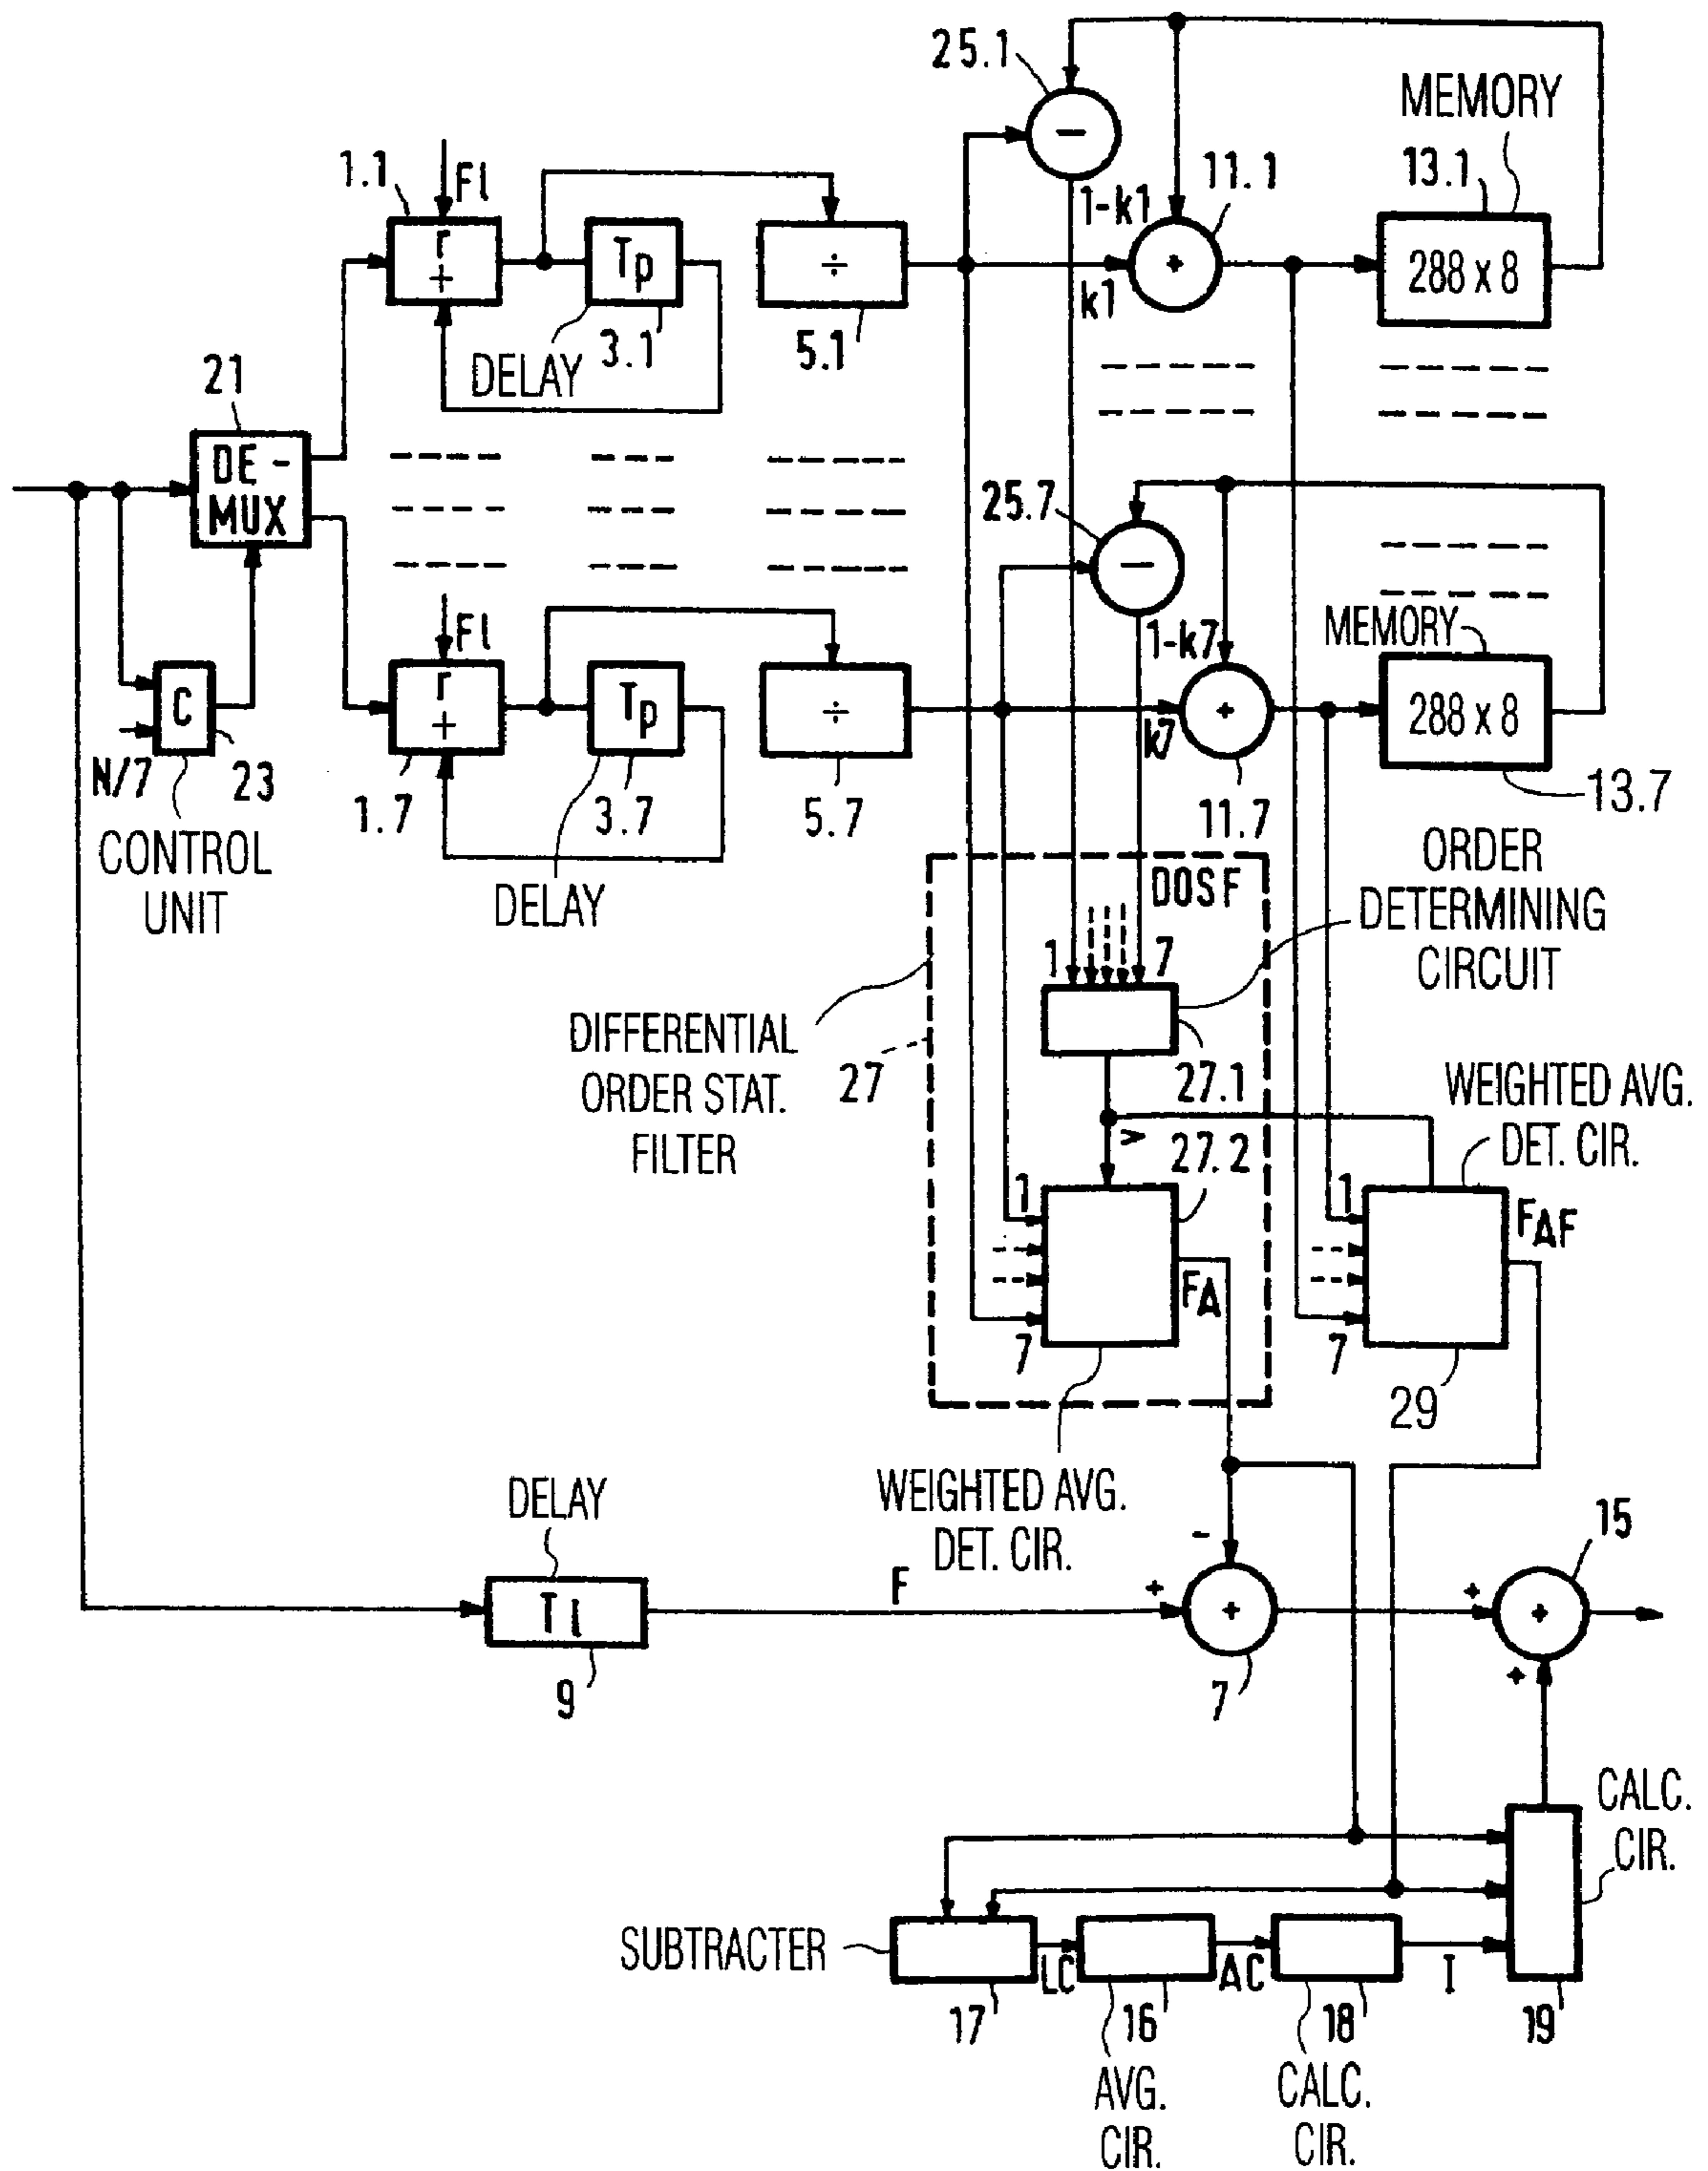 25.1
MEMORY
13.1
1.1
Fl
11.1
1-k1
r
+
Tp
÷
−
+
288 x 8
k1
3.1
5.1
DELAY
21
DE-
MUX
25.7
−
MEMORY
Fl
1-k7
r
+
Tp
÷
+
288 x 8
C
k7
N/7
23
1.7
3.7
5.7
11.7
13.7
CONTROL
UNIT
DELAY
DOSF
ORDER
DETERMINING
CIRCUIT
1
7
DIFFERENTIAL
ORDER STAT.
FILTER
27
27.1
WEIGHTED AVG.
DET. CIR.
>
27.2
1
1
FAF
FA
7
7
29
WEIGHTED AVG.
DET. CIR.
DELAY
Tl
9
F
-
+
+
7
15
+
+
+
CALC.
CIR.
SUBTRACTER
LC
AC
I
17
16
18
19
AVG.
CIR.
CALC.
CIR.